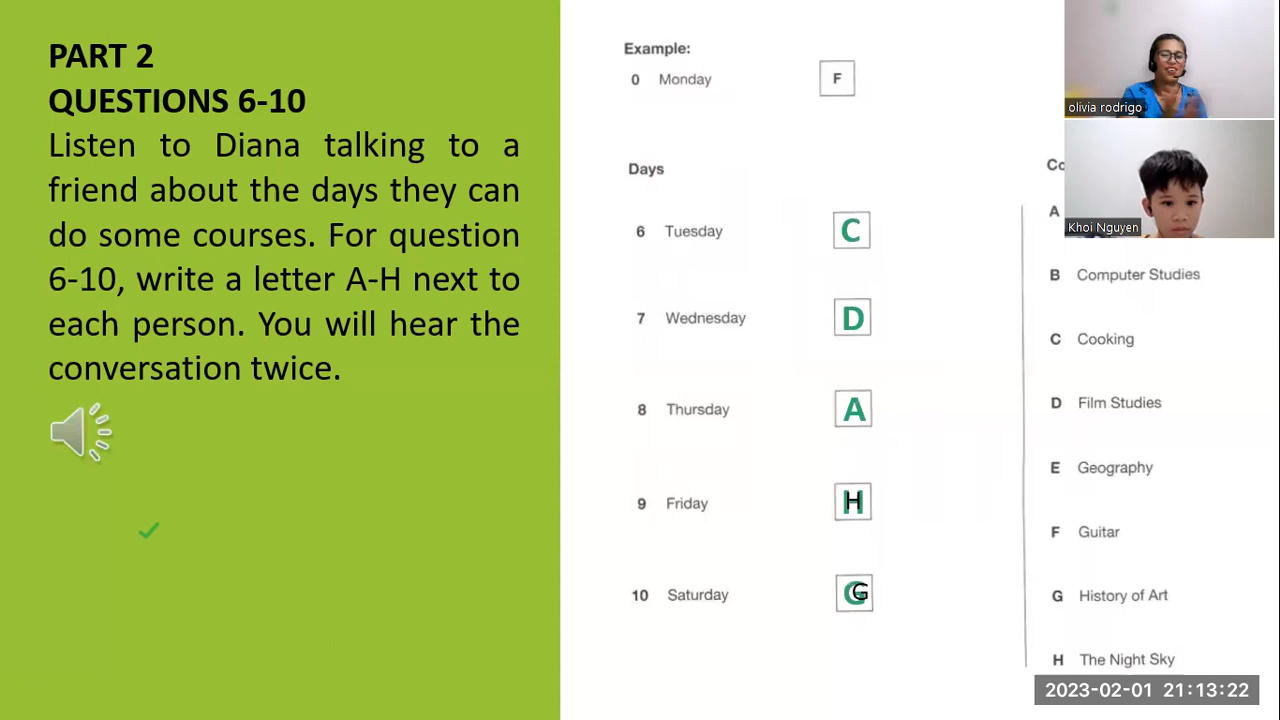 PART 2
QUESTIONS 6-10
Listen to Diana talking to a
friend about the days they can
do some courses. For question
6-10, write a letter A-H next to
each person. You will hear the
conversation twice.
Example:
0 Monday F
Days
6 Tuesday C
7 Wednesday D
8 Thursday A
9 Friday H
10 Saturday G
Co
A
B Computer Studies
C Cooking
D Film Studies
E Geography
F Guitar
G History of Art
H The Night Sky
olivia rodrigo
Khoi Nguyen
2023-02-01 21:13:22